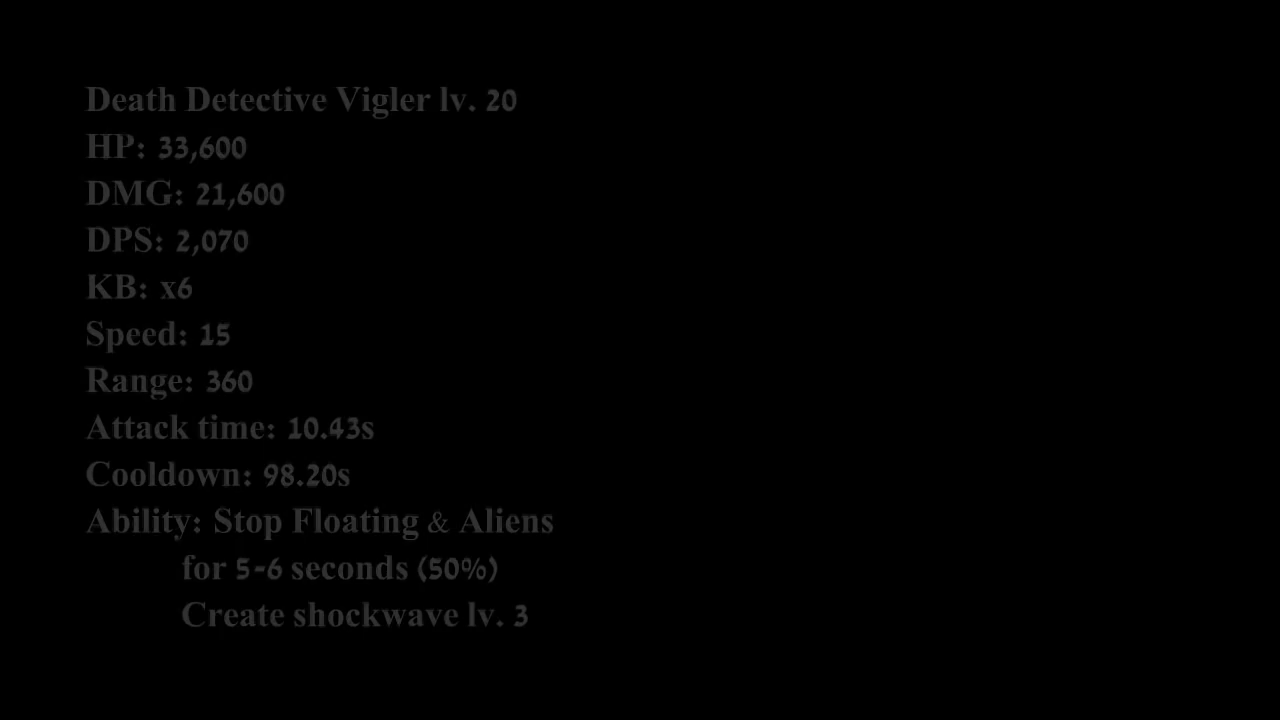 Death Detective Vigler lv. 20
HP: 33,600
DMG: 21,600
DPS: 2,070
KB: x6
Speed: 15
Range: 360
Attack time: 10.43s
Cooldown: 98.20s
Ability: Stop Floating & Aliens
for 5-6 seconds (50%)
Create shockwave lv. 3